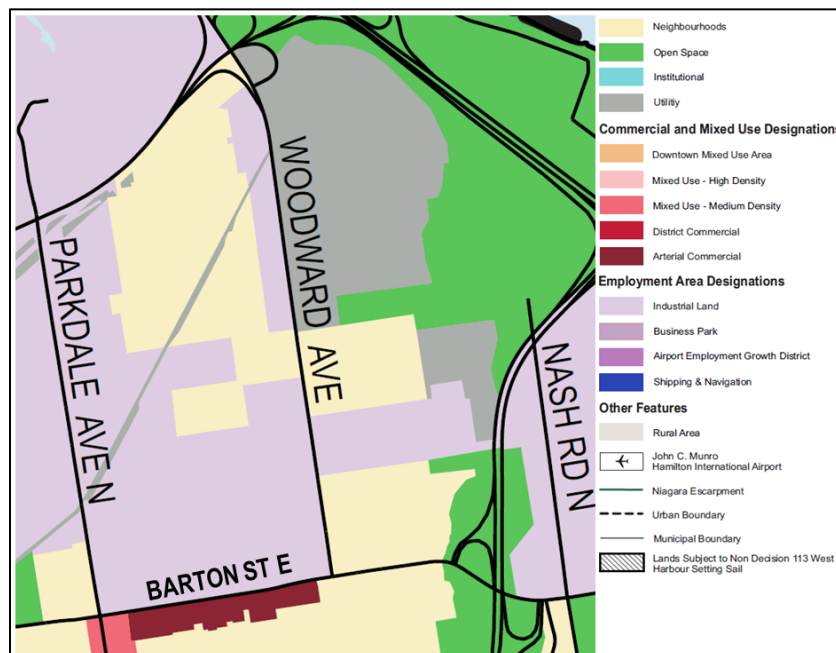 WOODWARD AVE
PARKDALE AVE N
NASH RD N
BARTON ST E
Neighbourhoods
Open Space
Institutional
Utilitiy
Commercial and Mixed Use Designations
Downtown Mixed Use Area
Mixed Use - High Density
Mixed Use - Medium Density
District Commercial
Arterial Commercial
Employment Area Designations
Industrial Land
Business Park
Airport Employment Growth District
Shipping & Navigation
Other Features
Rural Area
John C. Munro
Hamilton International Airport
Niagara Escarpment
Urban Boundary
Municipal Boundary
Lands Subject to Non Decision 113 West
Harbour Setting Sail